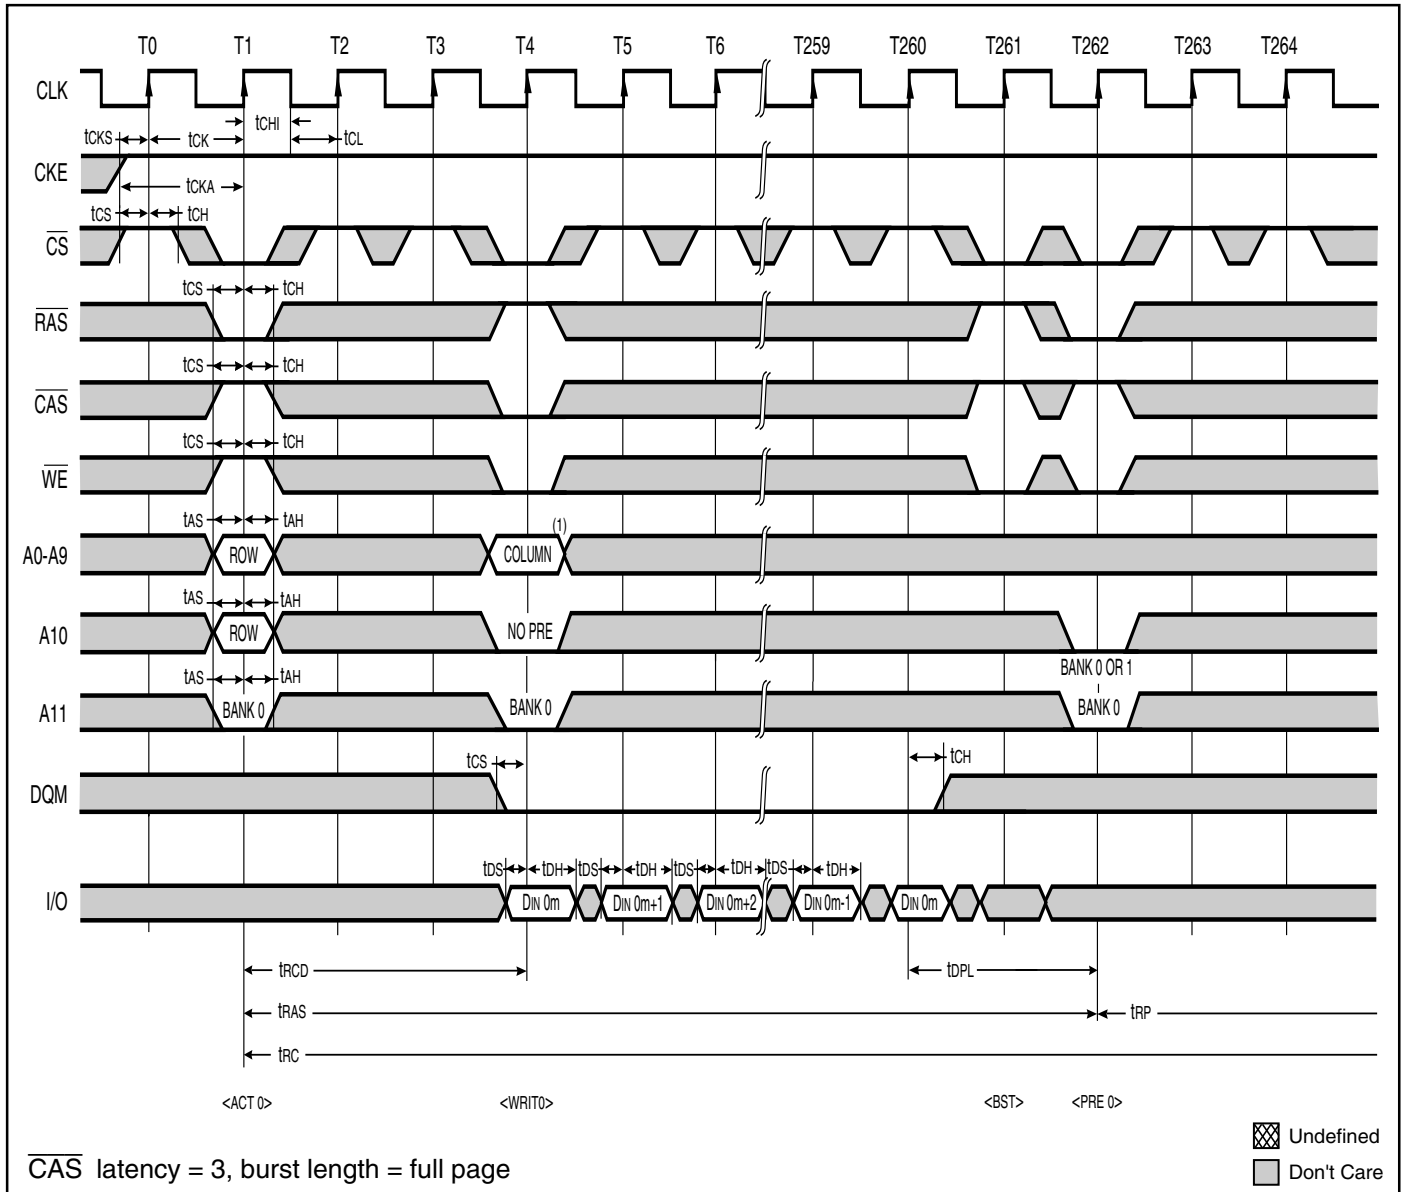 T0 T1 T2 T3 T4 T5 T6 T259 T260 T261 T262 T263 T264
CLK
tCHI
tCKS tCK tCL
CKE
tCKA
tCS tCH
CS
tCS tCH
RAS
tCS tCH
CAS
tCS tCH
WE
tAS tAH (1)
A0-A9 ROW COLUMN
tAS tAH
A10 ROW NO PRE
BANK 0 OR 1
tAS tAH
A11 BANK 0 BANK 0 BANK 0
tCS tCH
DQM
tDS tDH tDS tDH tDS tDH tDS tDH
I/O DIN 0m DIN 0m+1 DIN 0m+2 DIN 0m-1 DIN 0m
tRCD tDPL
tRAS tRP
tRC
<ACT 0> <WRIT0> <BST> <PRE 0>
Undefined
CAS latency = 3, burst length = full page
Don't Care